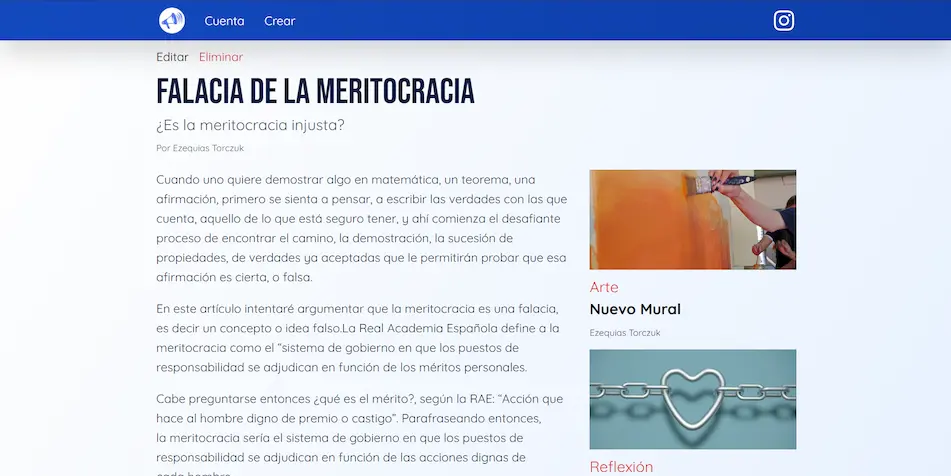 Cuenta Crear
Editar Eliminar
FALACIA DE LA MERITOCRACIA
¿Es la meritocracia injusta?
Por Ezequias Torczuk
Cuando uno quiere demostrar algo en matemática, un teorema, una
afirmación, primero se sienta a pensar, a escribir las verdades con las que
cuenta, aquello de lo que está seguro tener, y ahí comienza el desafiante
proceso de encontrar el camino, la demostración, la sucesión de
propiedades, de verdades ya aceptadas que le permitirán probar que esa
afirmación es cierta, o falsa.
En este artículo intentaré argumentar que la meritocracia es una falacia,
es decir un concepto o idea falso.La Real Academia Española define a la
meritocracia como el “sistema de gobierno en que los puestos de
responsabilidad se adjudican en función de los méritos personales.
Cabe preguntarse entonces ¿qué es el mérito?, según la RAE: “Acción que
hace al hombre digno de premio o castigo”. Parafraseando entonces,
la meritocracia sería el sistema de gobierno en que los puestos de
responsabilidad se adjudican en función de las acciones dignas de
cada hombre
Arte
Nuevo Mural
Ezequias Torczuk
Reflexión